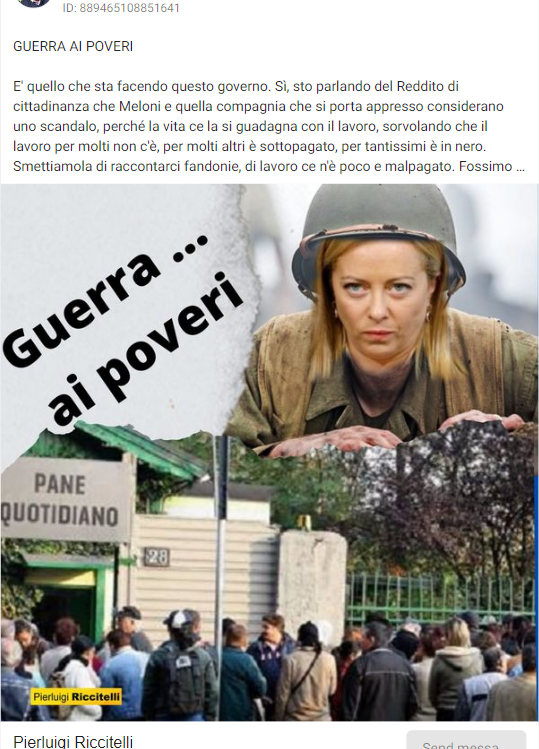 ID: 889465108851641
GUERRA AI POVERI
E' quello che sta facendo questo governo. Sì, sto parlando del Reddito di
cittadinanza che Meloni e quella compagnia che si porta appresso considerano
uno scandalo, perché la vita ce la si guadagna con il lavoro, sorvolando che il
lavoro per molti non c'è, per molti altri è sottopagato, per tantissimi è in nero.
Smettiamola di raccontarci fandonie, di lavoro ce n'è poco e malpagato. Fossimo ...
Guerra ...
ai poveri
PANE
QUOTIDIANO
28
Pierluigi Riccitelli
Pierluigi Riccitelli
Send messa